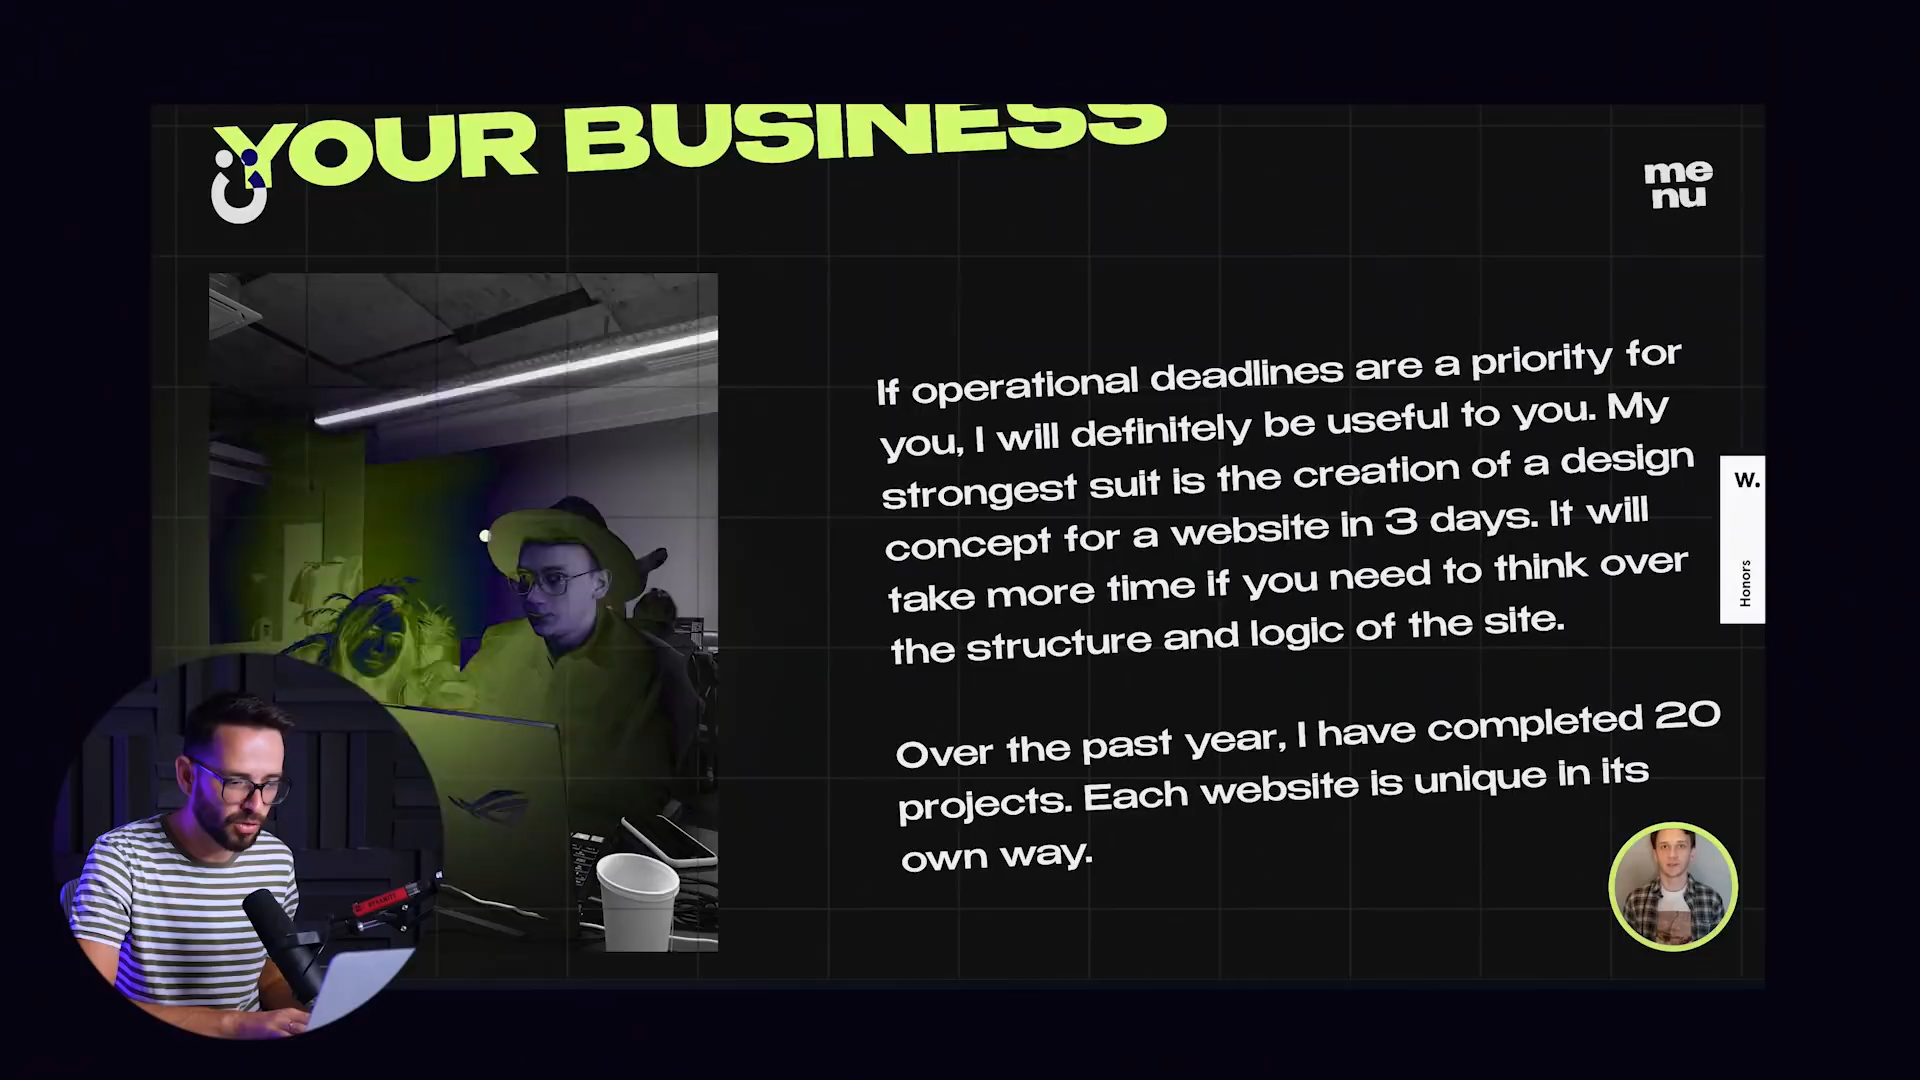 YOUR BUSINESS
me
nu
If operational deadlines are a priority for
you, I will definitely be useful to you. My
strongest suit is the creation of a design
concept for a website in 3 days. It will
take more time if you need to think over
the structure and logic of the site.
W.
Honors
Over the past year, I have completed 20
projects. Each website is unique in its
own way.